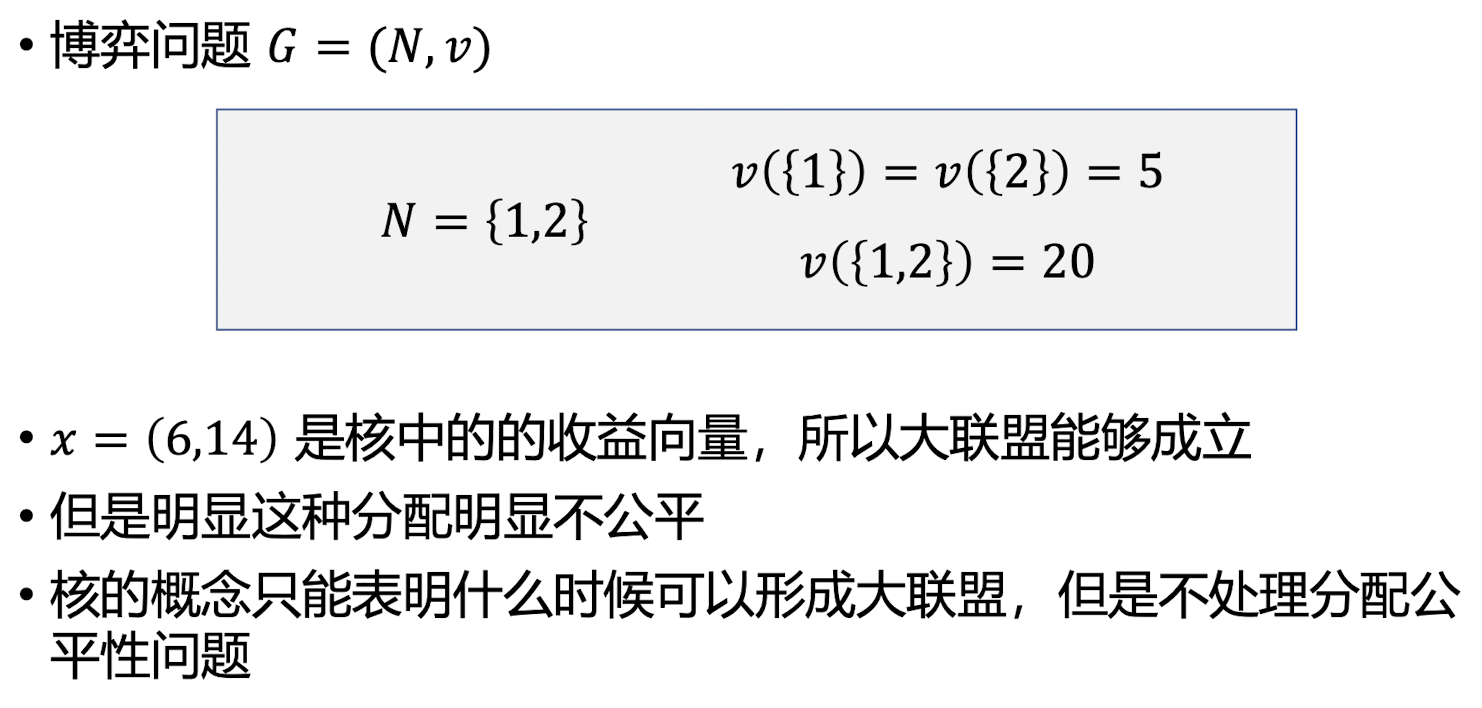 • 博弈问题 G = (N, v)
v({1}) = v({2}) = 5
N = {1,2}
v({1,2}) = 20
• x = (6,14) 是核中的的收益向量，所以大联盟能够成立
• 但是明显这种分配明显不公平
• 核的概念只能表明什么时候可以形成大联盟，但是不处理分配公
平性问题